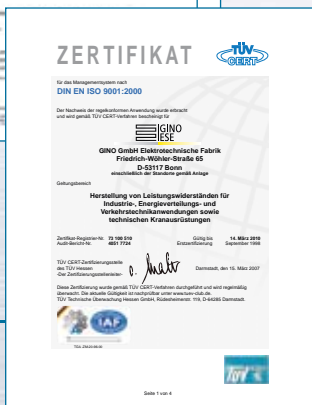 ZERTIFIKAT
TÜV
CERT
für das Managementsystem nach
DIN EN ISO 9001:2000
Der Nachweis der regelkonformen Anwendung wurde erbracht
und wird gemäß TÜV CERT-Verfahren bescheinigt für
GINO
ESE
GINO GmbH Elektrotechnische Fabrik
Friedrich-Wöhler-Straße 65
D-53117 Bonn
einschließlich der Standorte gemäß Anlage
Geltungsbereich
Herstellung von Leistungswiderständen für
Industrie-, Energieverteilungs- und
Verkehrstechnikanwendungen sowie
technischen Kranausrüstungen
Zertifikat-Registrier-Nr. 73 100 516 Gültig bis 14. März 2010
Audit-Bericht-Nr. 4051 7724 Erstzertifizierung September 1998
TÜV CERT-Zertifizierungsstelle
des TÜV Hessen
-Der Zertifizierungsstellenleiter-
Darmstadt, den 15. März 2007
Diese Zertifizierung wurde gemäß TÜV CERT-Verfahren durchgeführt und wird regelmäßig
überwacht. Die aktuelle Gültigkeit ist nachprüfbar unter www.tuev-club.de.
TÜV Technische Überwachung Hessen GmbH, Rüdesheimerstr. 119, D-64285 Darmstadt.
IAF
TÜV
Seite 1 von 4